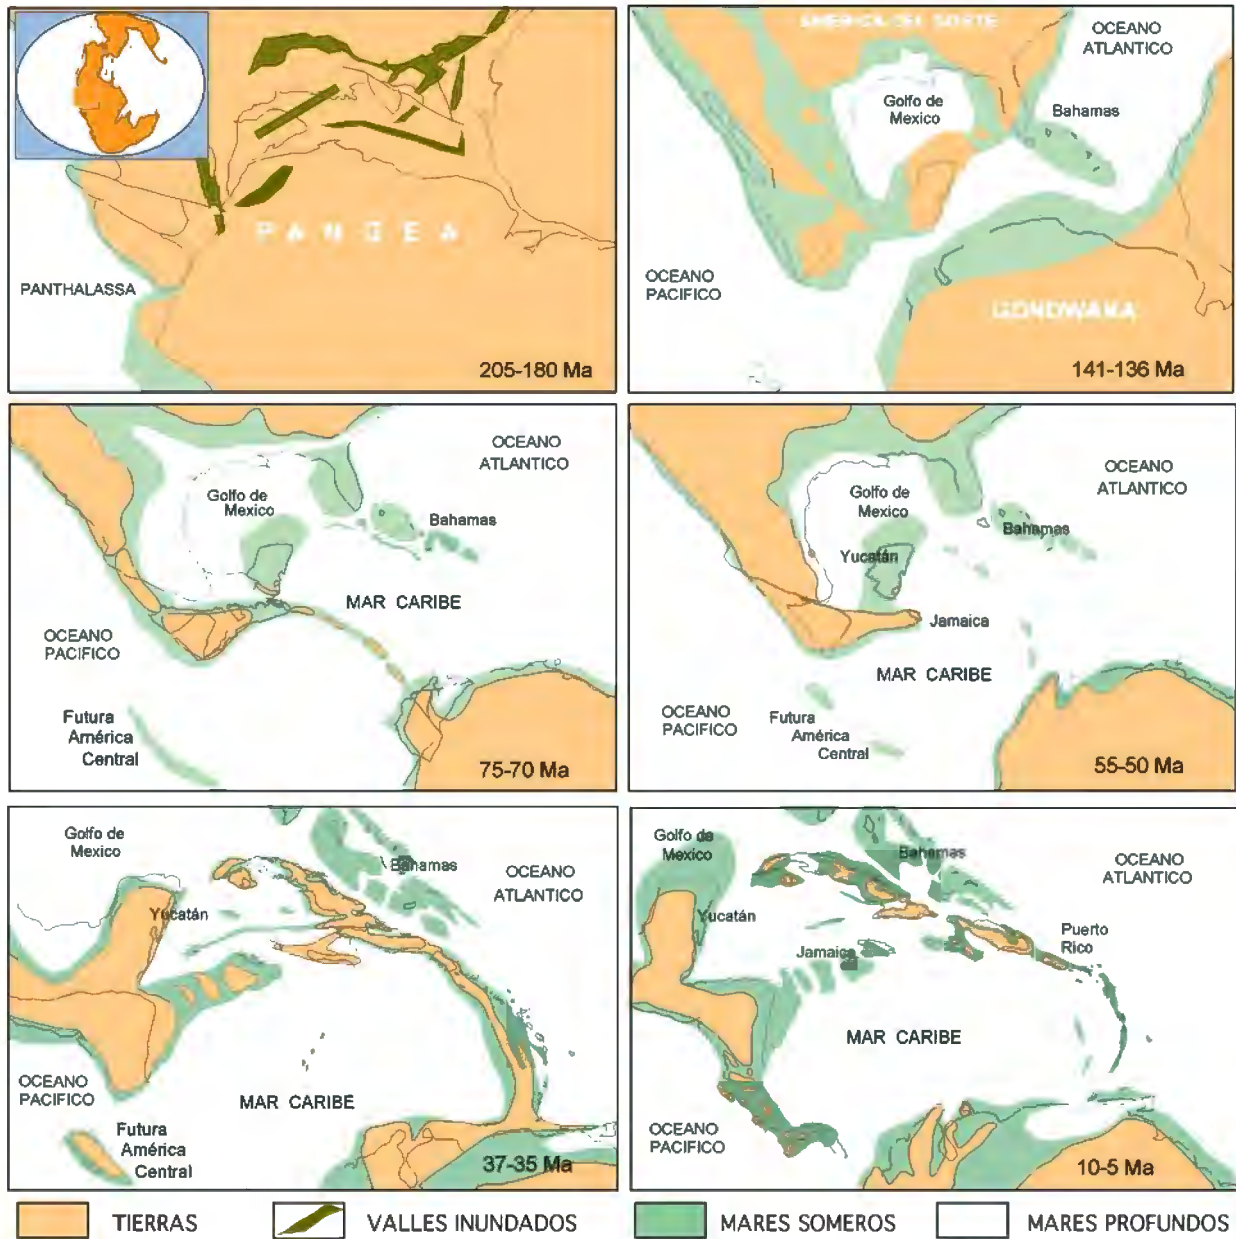 PANGEA
PANTHALASSA
205-180 Ma
AMERICA DEL NORTE
OCEANO
ATLANTICO
Golfo de
Mexico
Bahamas
OCEANO
PACIFICO
GONDWANA
141-136 Ma
OCEANO
ATLANTICO
Golfo de
Mexico
Bahamas
MAR CARIBE
OCEANO
PACIFICO
Futura
América
Central
75-70 Ma
OCEANO
ATLANTICO
Golfo de
Mexico
Bahamas
Yucatán
Jamaica
MAR CARIBE
OCEANO
PACIFICO
Futura
América
Central
55-50 Ma
Golfo de
Mexico
Bahamas
OCEANO
ATLANTICO
Yucatán
OCEANO
PACIFICO
MAR CARIBE
Futura
América
Central
37-35 Ma
Golfo de
Mexico
Bahamas
OCEANO
ATLANTICO
Yucatán
Puerto
Rico
Jamaica
MAR CARIBE
OCEANO
PACIFICO
10-5 Ma
TIERRAS
VALLES INUNDADOS
MARES SOMEROS
MARES PROFUNDOS